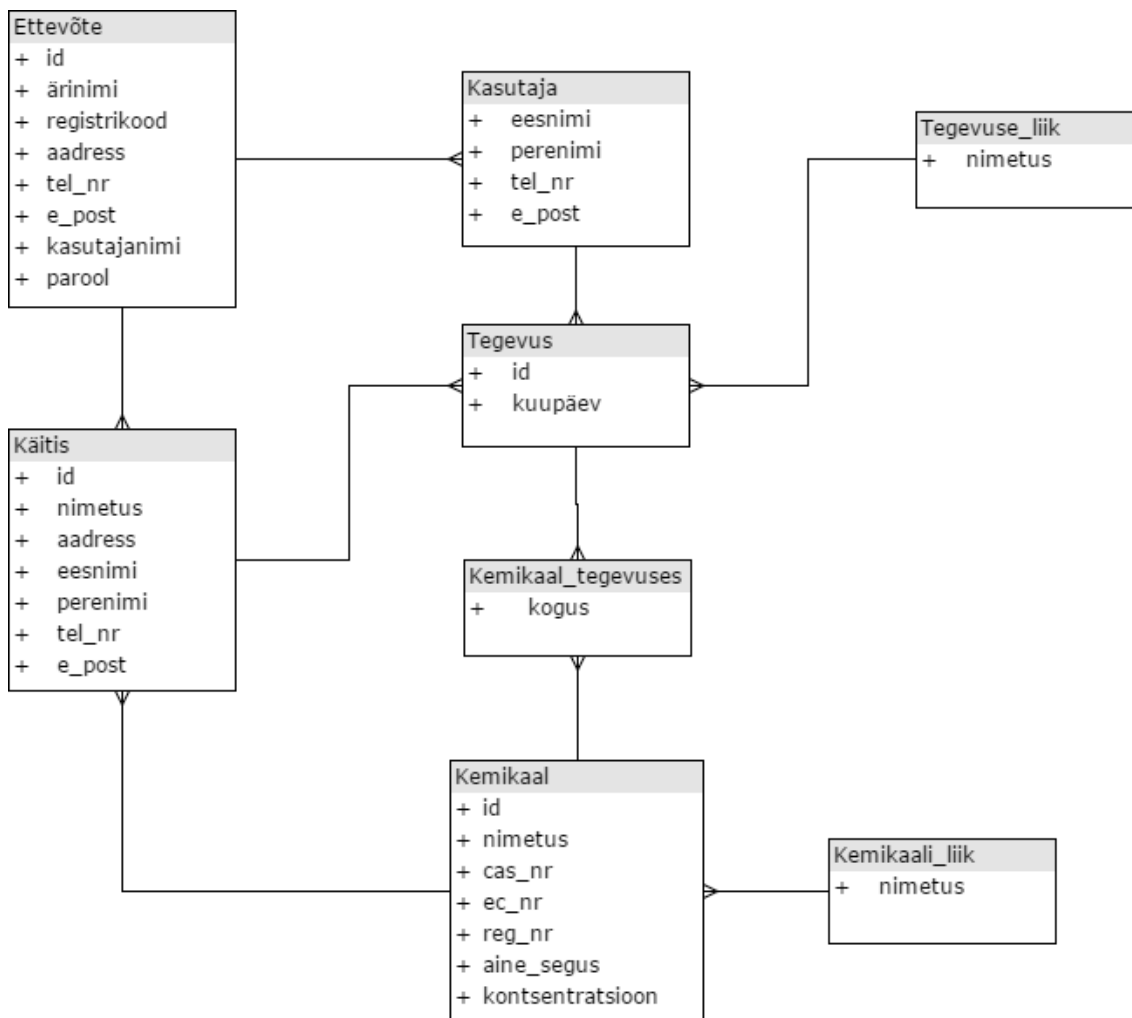 Ettevõte
+ id
+ ärinimi
+ registrikood
+ aadress
+ tel_nr
+ e_post
+ kasutajanimi
+ parool
Kasutaja
+ eesnimi
+ perenimi
+ tel_nr
+ e_post
Tegevuse_liik
+ nimetus
Tegevus
+ id
+ kuupäev
Käitis
+ id
+ nimetus
+ aadress
+ eesnimi
+ perenimi
+ tel_nr
+ e_post
Kemikaal_tegevuses
+ kogus
Kemikaal
+ id
+ nimetus
+ cas_nr
+ ec_nr
+ reg_nr
+ aine_segus
+ kontsentratsioon
Kemikaali_liik
+ nimetus